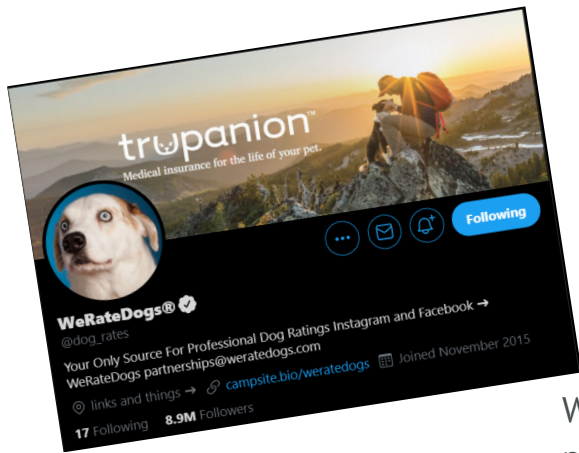 trupanion™
Medical insurance for the life of your pet.
Following
WeRateDogs®
@dog_rates
Your Only Source For Professional Dog Ratings Instagram and Facebook ➔
WeRateDogs partnerships@weratedogs.com
links and things ➔ campsite.bio/weratedogs Joined November 2015
17 Following 8.9M Followers
W